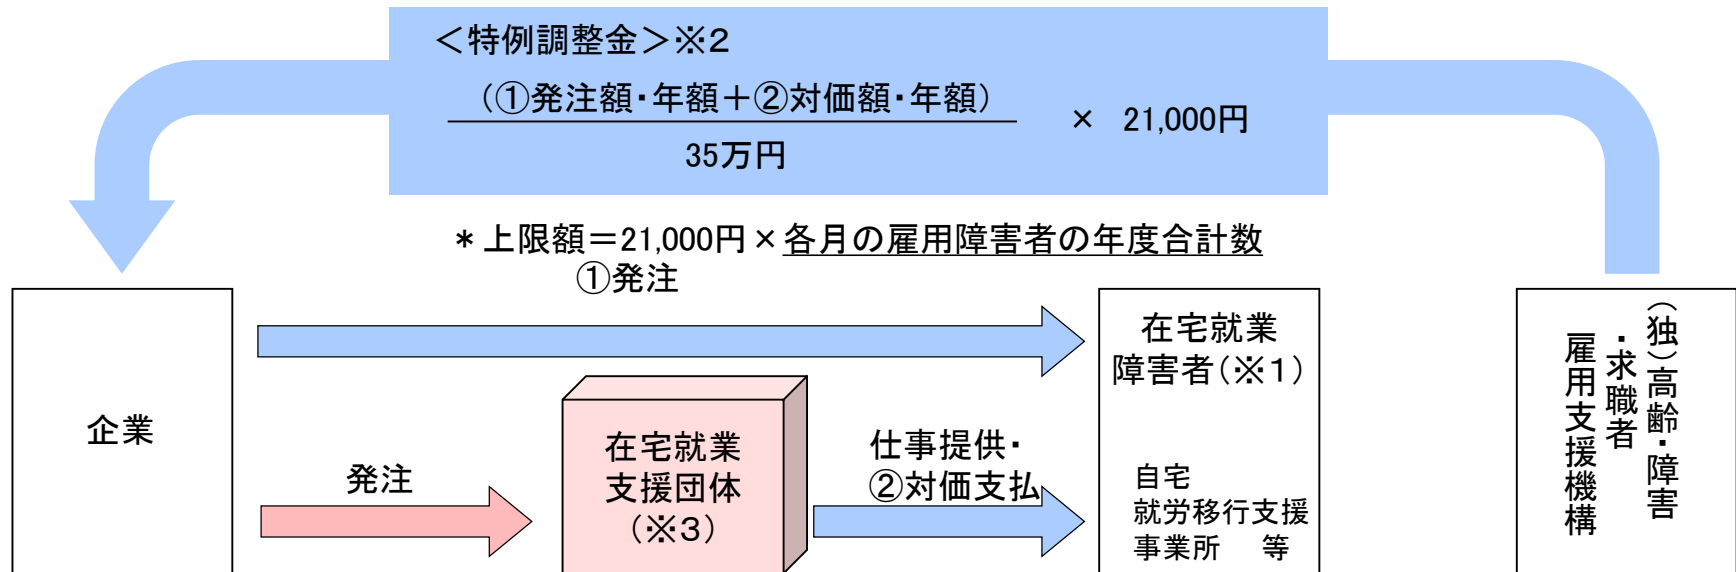 ＜特例調整金＞※２
（①発注額・年額＋②対価額・年額）
35万円
× 21,000円
＊上限額＝21,000円×各月の雇用障害者の年度合計数
①発注
企業
発注
在宅就業
支援団体
（※３）
仕事提供・
②対価支払
在宅就業
障害者（※１）
自宅
就労移行支援
事業所　等
（独）高齢・障害
・求職者
雇用支援機構